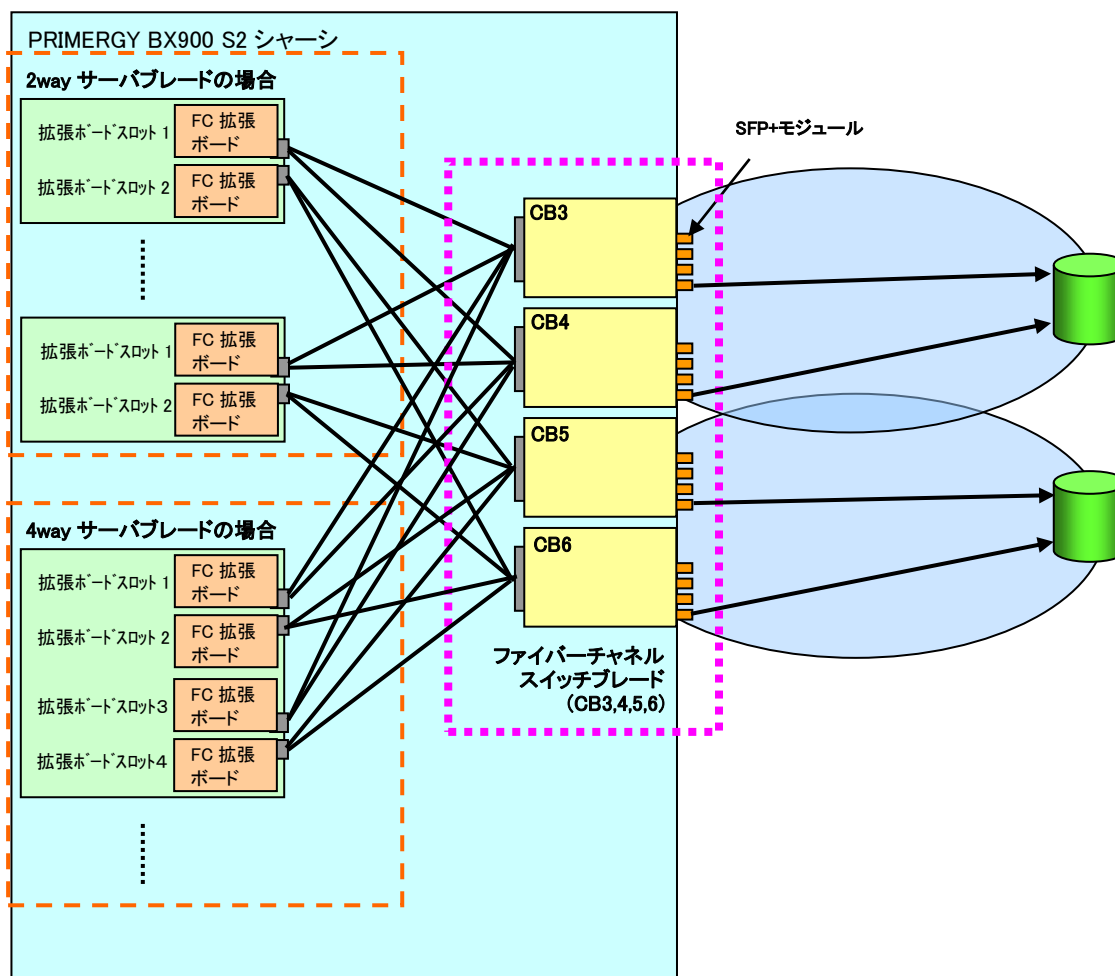 PRIMERGY BX900 S2 シャーシ
2way サーバブレードの場合
拡張ボードスロット 1
FC 拡張
ボード
拡張ボードスロット 2
FC 拡張
ボード
拡張ボードスロット 1
FC 拡張
ボード
拡張ボードスロット 2
FC 拡張
ボード
4way サーバブレードの場合
拡張ボードスロット 1
FC 拡張
ボード
拡張ボードスロット 2
FC 拡張
ボード
拡張ボードスロット3
FC 拡張
ボード
拡張ボードスロット4
FC 拡張
ボード
SFP+モジュール
CB3
CB4
CB5
CB6
ファイバーチャネル
スイッチブレード
(CB3,4,5,6)